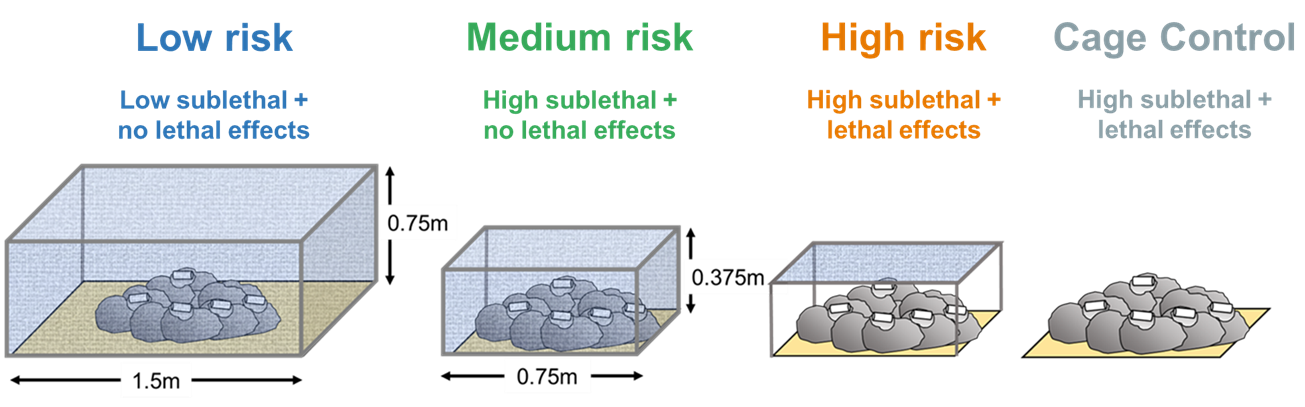 Low risk
Medium risk
High risk
Cage Control
Low sublethal +
no lethal effects
High sublethal +
no lethal effects
High sublethal +
lethal effects
High sublethal +
lethal effects
0.75m
1.5m
0.375m
0.75m